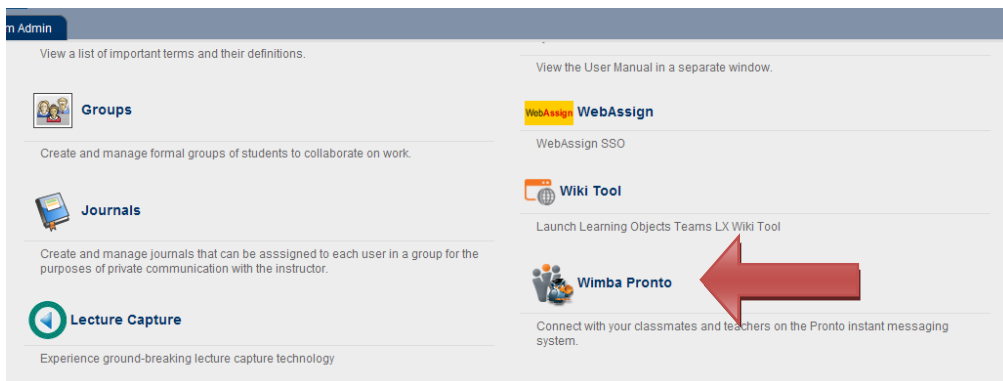 m Admin
View a list of important terms and their definitions.
Groups
Create and manage formal groups of students to collaborate on work.
Journals
Create and manage journals that can be asssigned to each user in a group for the
purposes of private communication with the instructor.
Lecture Capture
Experience ground-breaking lecture capture technology
View the User Manual in a separate window.
WebAssign WebAssign
WebAssign SSO
Wiki Tool
Launch Learning Objects Teams LX Wiki Tool
Wimba Pronto
Connect with your classmates and teachers on the Pronto instant messaging
system.